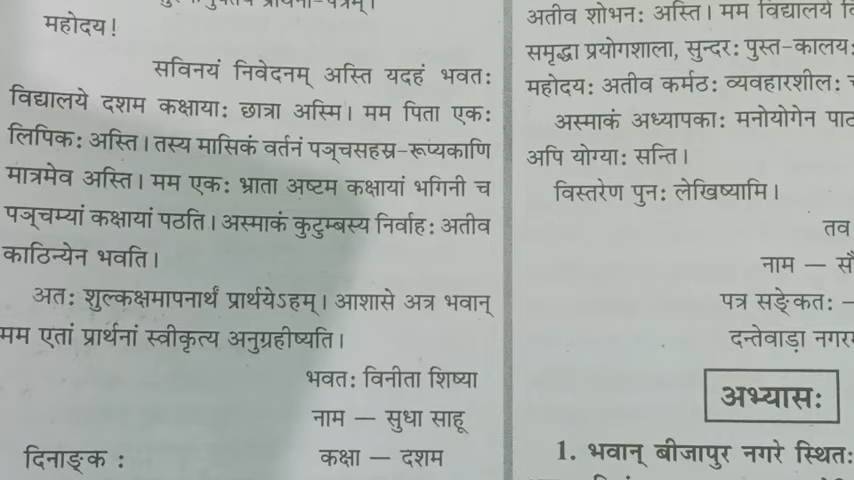 महोदय!
सविनयं निवेदनम् अस्ति यदहं भवतः
विद्यालये दशम कक्षायाः छात्रा अस्मि। मम पिता एकः
लिपिकः अस्ति। तस्य मासिकं वर्तनं पञ्चसहस्र-रूप्यकाणि
मात्रमेव अस्ति। मम एकः भ्राता अष्टम कक्षायां भगिनी च
पञ्चम्यां कक्षायां पठति। अस्माकं कुटुम्बस्य निर्वाहः अतीव
काठिन्येन भवति।
अतः शुल्कक्षमापनार्थं प्रार्थयेऽहम्। आशासे अत्र भवान्
मम एतां प्रार्थनां स्वीकृत्य अनुग्रहीष्यति।
भवतः विनीता शिष्या
नाम — सुधा साहू
दिनाङ्क : कक्षा — दशम
अतीव शोभनः अस्ति। मम विद्यालये
समृद्धा प्रयोगशाला, सुन्दरः पुस्त-कालयः
महोदयः अतीव कर्मठः व्यवहारशीलः
अस्माकं अध्यापकाः मनोयोगेन
अपि योग्याः सन्ति।
विस्तरेण पुनः लेखिष्यामि।
तव
नाम —
पत्र सङ्केतः —
दन्तेवाड़ा
अभ्यासः
1. भवान् बीजापुर नगरे स्थितः